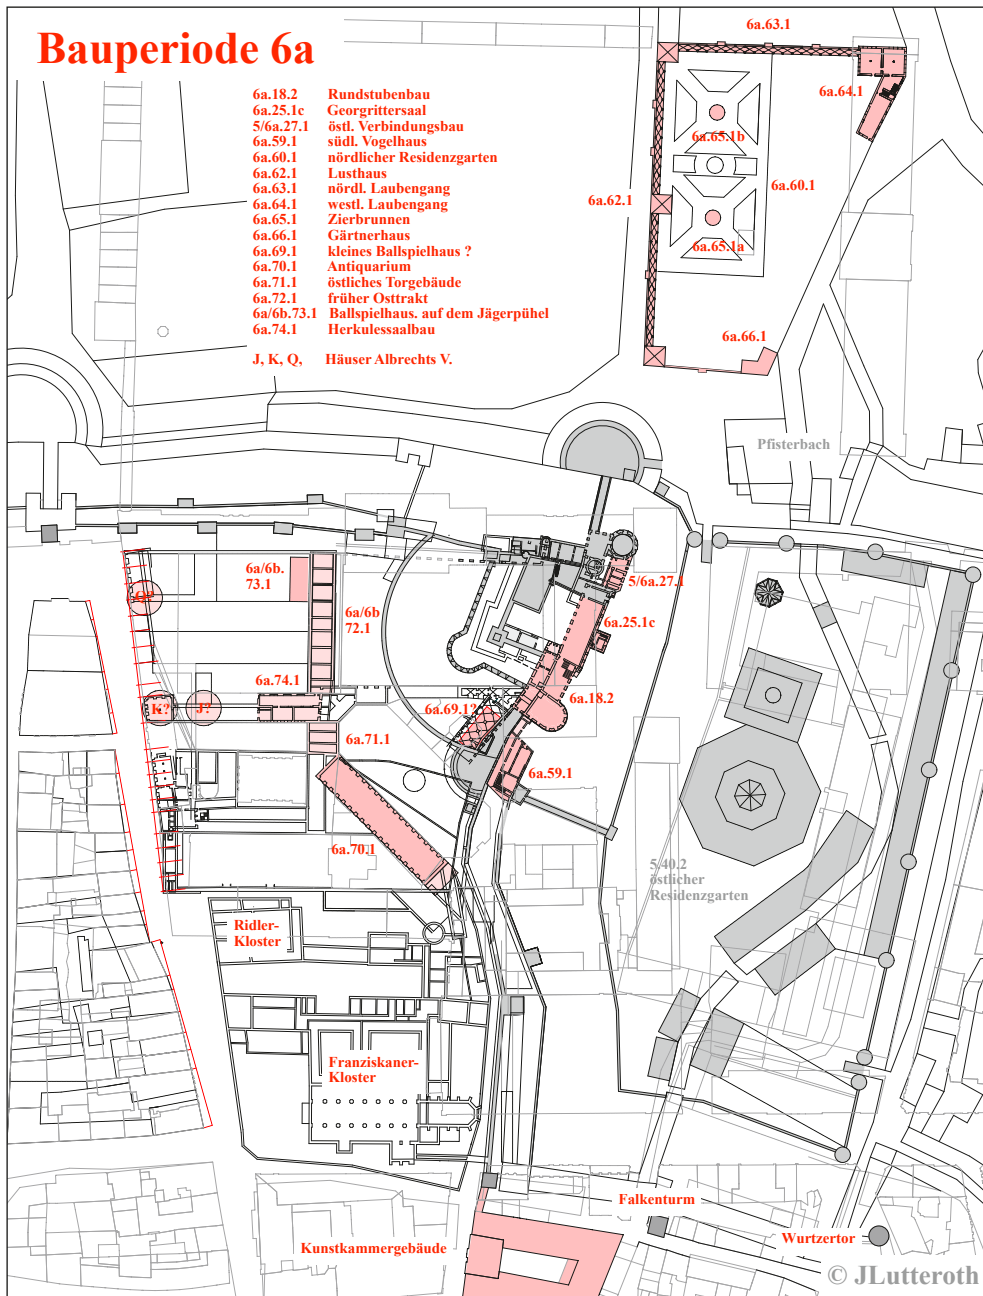 Bauperiode 6a
6a.18.2 Rundstubenbau
6a.25.1c Georgrittersaal
5/6a.27.1 östl. Verbindungsbau
6a.59.1 südl. Vogelhaus
6a.60.1 nördlicher Residenzgarten
6a.62.1 Lusthaus
6a.63.1 nördl. Laubengang
6a.64.1 westl. Laubengang
6a.65.1 Zierbrunnen
6a.66.1 Gärtnerhaus
6a.69.1 kleines Ballspielhaus ?
6a.70.1 Antiquarium
6a.71.1 östliches Torgebäude
6a.72.1 früher Osttrakt
6a/6b.73.1 Ballspielhaus. auf dem Jägerpühel
6a.74.1 Herkulessaalbau
J, K, Q, Häuser Albrechts V.
6a.63.1
6a.64.1
6a.65.1b
6a.60.1
6a.62.1
6a.65.1a
6a.66.1
Pfisterbach
6a/6b.
73.1
5/6a.27.1
Q?
6a/6b
72.1
6a.25.1c
6a.74.1
6a.18.2
K?
J?
6a.69.1?
6a.71.1
6a.59.1
6a.70.1
5.40.2
östlicher
Residenzgarten
Ridler-
Kloster
Franziskaner-
Kloster
Falkenturm
Wurtzertor
Kunstkammergebäude
© JLutteroth